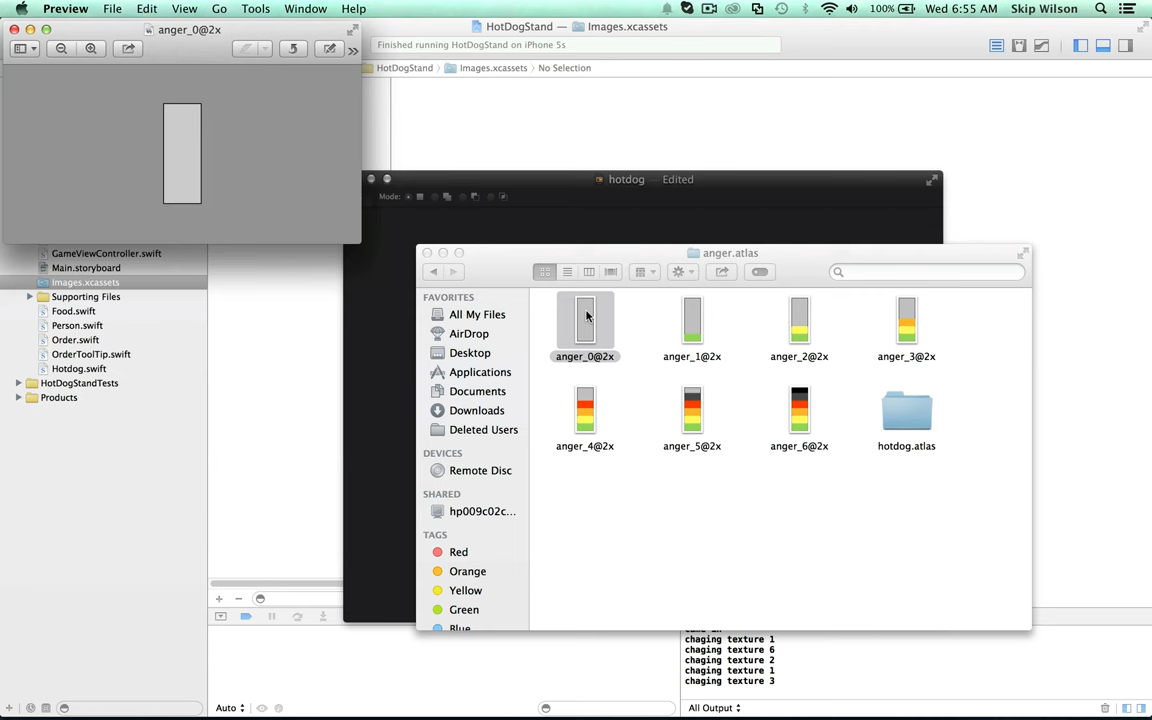 Preview File Edit View Go Tools Window Help 100% Wed 6:55 AM Skip Wilson
anger_0@2x
HotDogStand — Images.xcassets
Finished running HotDogStand on iPhone 5s
HotDogStand Images.xcassets No Selection
hotdog — Edited
Mode:
GameViewController.swift
Main.storyboard
Images.xcassets
Supporting Files
Food.swift
Person.swift
Order.swift
OrderToolTip.swift
Hotdog.swift
HotDogStandTests
Products
anger.atlas
FAVORITES
All My Files
AirDrop
Desktop
Applications
Documents
Downloads
Deleted Users
DEVICES
Remote Disc
SHARED
hp009c02c...
TAGS
Red
Orange
Yellow
Green
Blue
anger_0@2x anger_1@2x anger_2@2x anger_3@2x
anger_4@2x anger_5@2x anger_6@2x hotdog.atlas
chaging texture 1
chaging texture 6
chaging texture 2
chaging texture 1
chaging texture 3
Auto
All Output